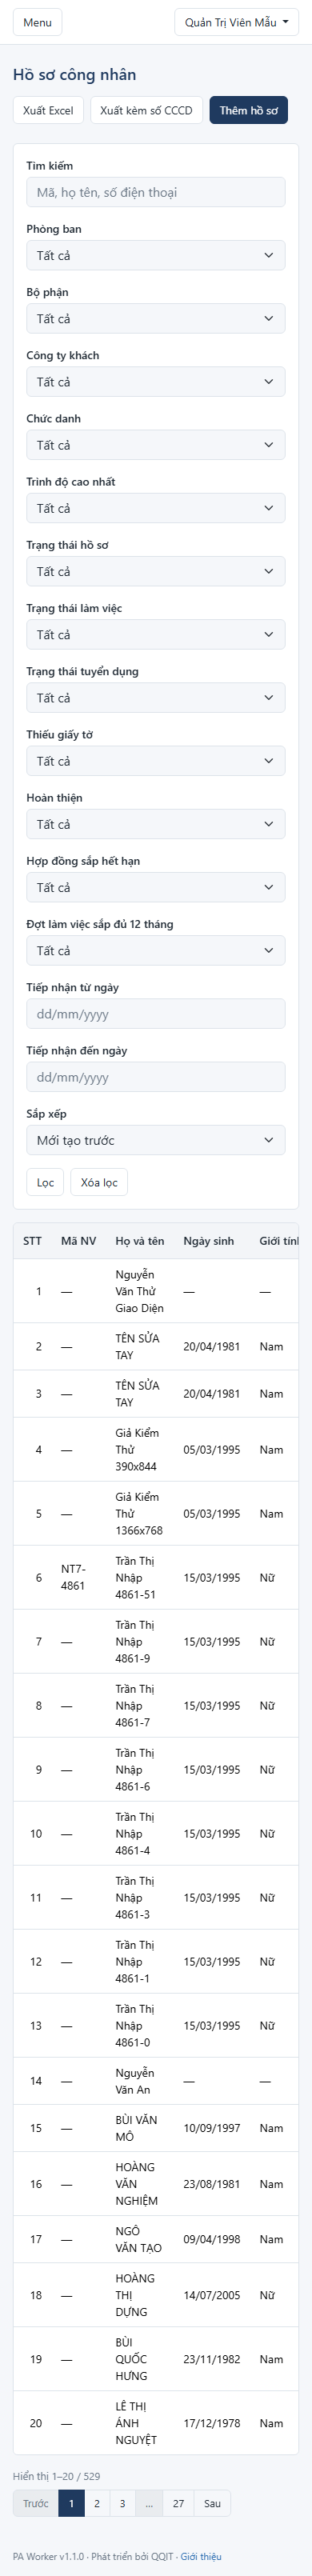 Menu
Quản Trị Viên Mẫu
Hồ sơ công nhân
Xuất Excel
Xuất kèm số CCCD
Thêm hồ sơ
Tìm kiếm
Mã, họ tên, số điện thoại
Phòng ban
Tất cả
Bộ phận
Tất cả
Công ty khách
Tất cả
Chức danh
Tất cả
Trình độ cao nhất
Tất cả
Trạng thái hồ sơ
Tất cả
Trạng thái làm việc
Tất cả
Trạng thái tuyển dụng
Tất cả
Thiếu giấy tờ
Tất cả
Hoàn thiện
Tất cả
Hợp đồng sắp hết hạn
Tất cả
Đợt làm việc sắp đủ 12 tháng
Tất cả
Tiếp nhận từ ngày
dd/mm/yyyy
Tiếp nhận đến ngày
dd/mm/yyyy
Sắp xếp
Mới tạo trước
Lọc
Xóa lọc
STT Mã NV Họ và tên Ngày sinh Giới tính
1 — Nguyễn Văn Thử Giao Diện — —
2 — TÊN SỬA TAY 20/04/1981 Nam
3 — TÊN SỬA TAY 20/04/1981 Nam
4 — Giả Kiểm Thử 390x844 05/03/1995 Nam
5 — Giả Kiểm Thử 1366x768 05/03/1995 Nam
6 NT7-4861 Trần Thị Nhập 4861-51 15/03/1995 Nữ
7 — Trần Thị Nhập 4861-9 15/03/1995 Nữ
8 — Trần Thị Nhập 4861-7 15/03/1995 Nữ
9 — Trần Thị Nhập 4861-6 15/03/1995 Nữ
10 — Trần Thị Nhập 4861-4 15/03/1995 Nữ
11 — Trần Thị Nhập 4861-3 15/03/1995 Nữ
12 — Trần Thị Nhập 4861-1 15/03/1995 Nữ
13 — Trần Thị Nhập 4861-0 15/03/1995 Nữ
14 — Nguyễn Văn An — —
15 — BÙI VĂN MÔ 10/09/1997 Nam
16 — HOÀNG VĂN NGHIỆM 23/08/1981 Nam
17 — NGÔ VĂN TẠO 09/04/1998 Nam
18 — HOÀNG THỊ DỰNG 14/07/2005 Nữ
19 — BÙI QUỐC HƯNG 23/11/1982 Nam
20 — LÊ THỊ ÁNH NGUYỆT 17/12/1978 Nam
Hiển thị 1–20 / 529
Trước 1 2 3 ... 27 Sau
PA Worker v1.1.0 · Phát triển bởi QQIT · Giới thiệu